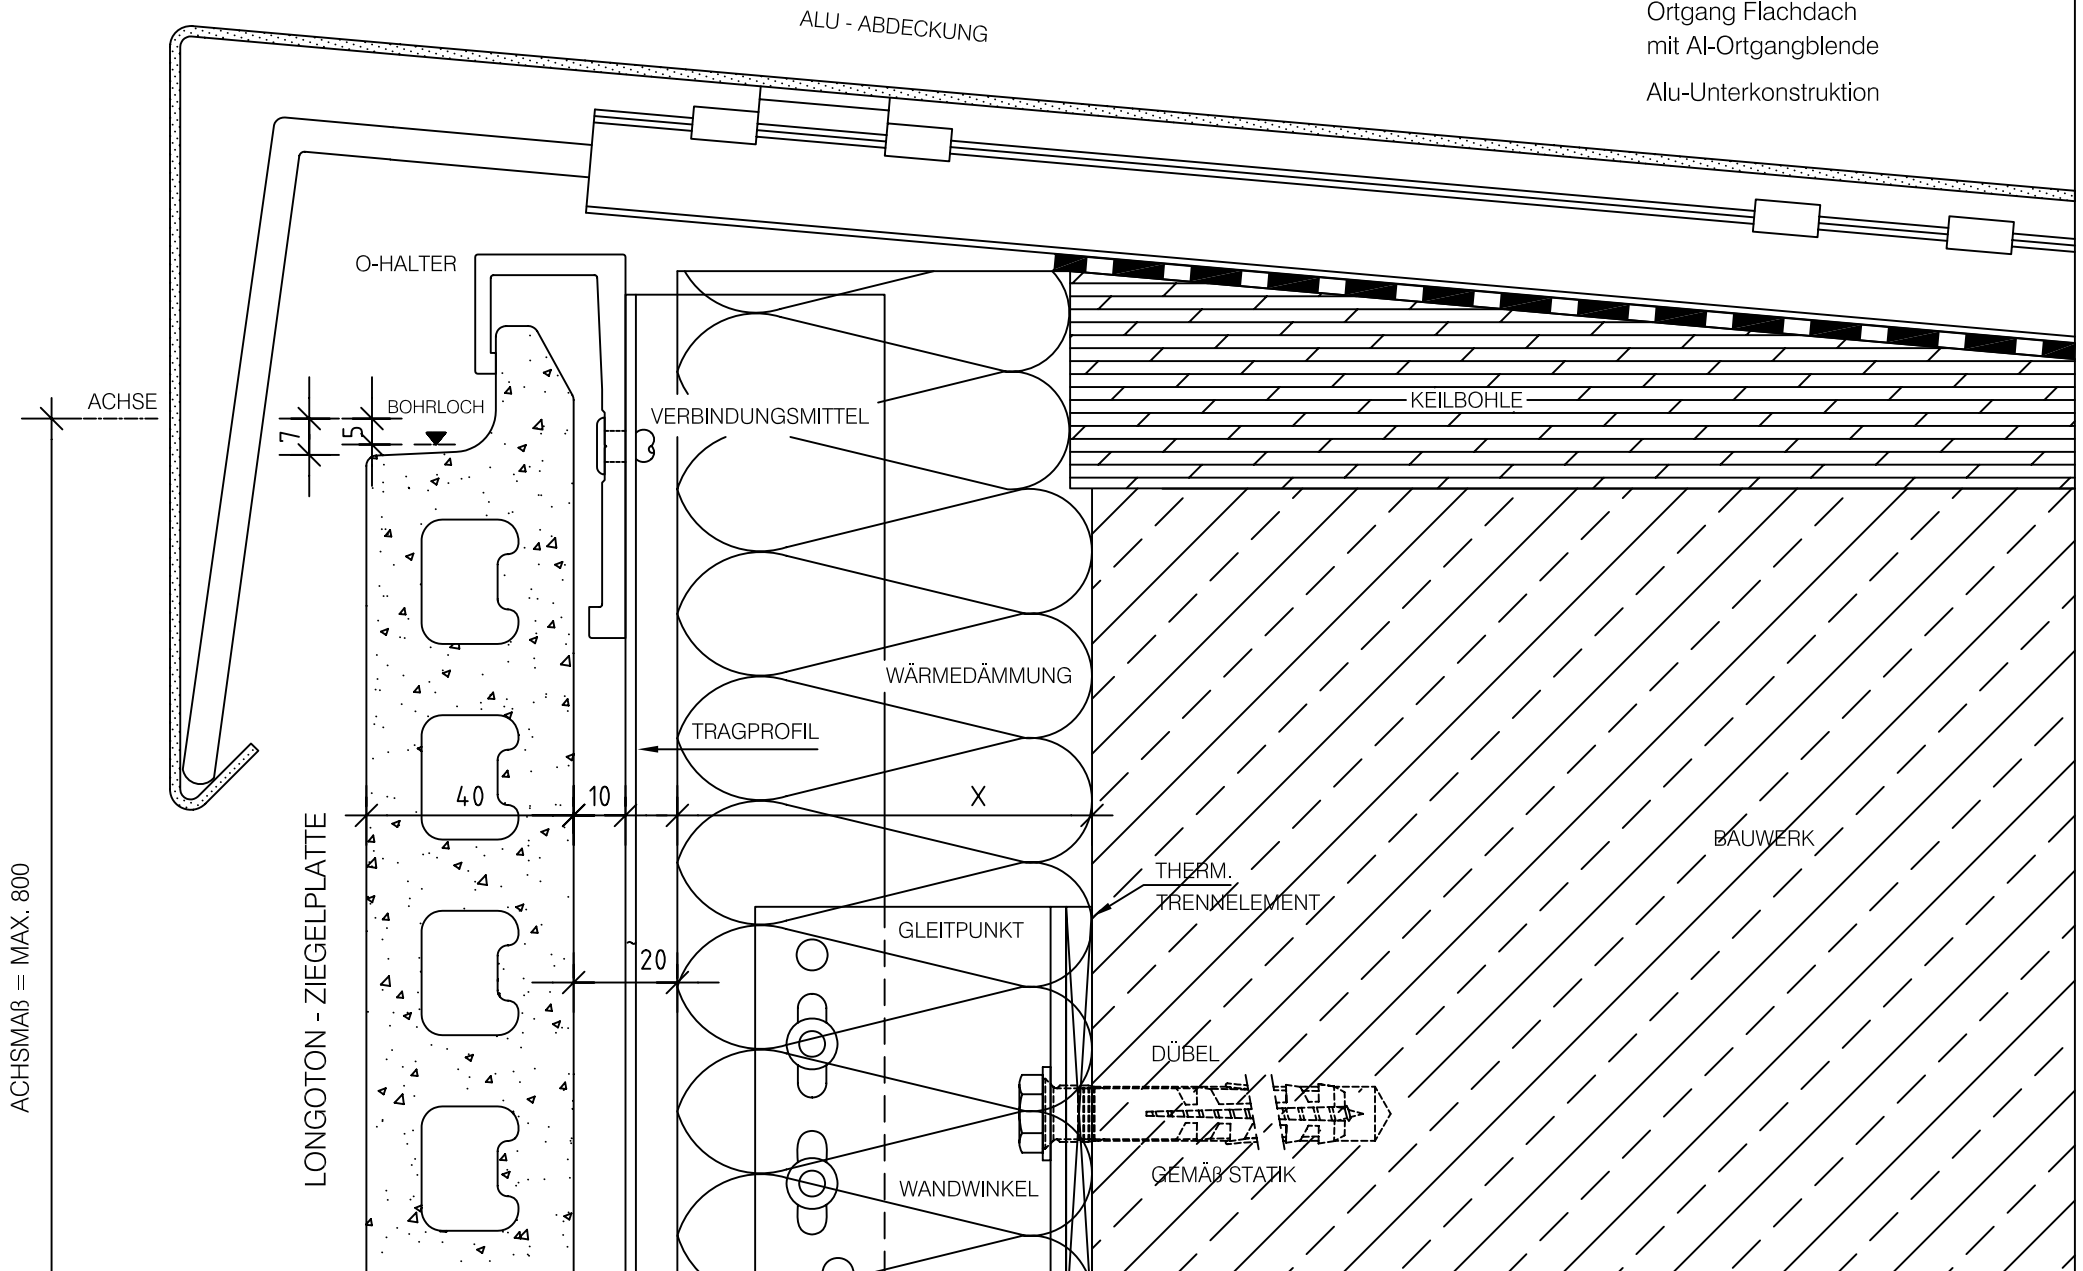 ALU - ABDECKUNG
Ortgang Flachdach
mit Al-Ortgangblende
Alu-Unterkonstruktion
O-HALTER
ACHSE
BOHRLOCH
7
5
VERBINDUNGSMITTEL
KEILBOHLE
WÄRMEDÄMMUNG
TRAGPROFIL
40
10
X
BAUWERK
THERM.
TRENNELEMENT
GLEITPUNKT
~
20
LONGOTON - ZIEGELPLATTE
ACHSMAß = MAX. 800
DÜBEL
GEMÄß STATIK
WANDWINKEL